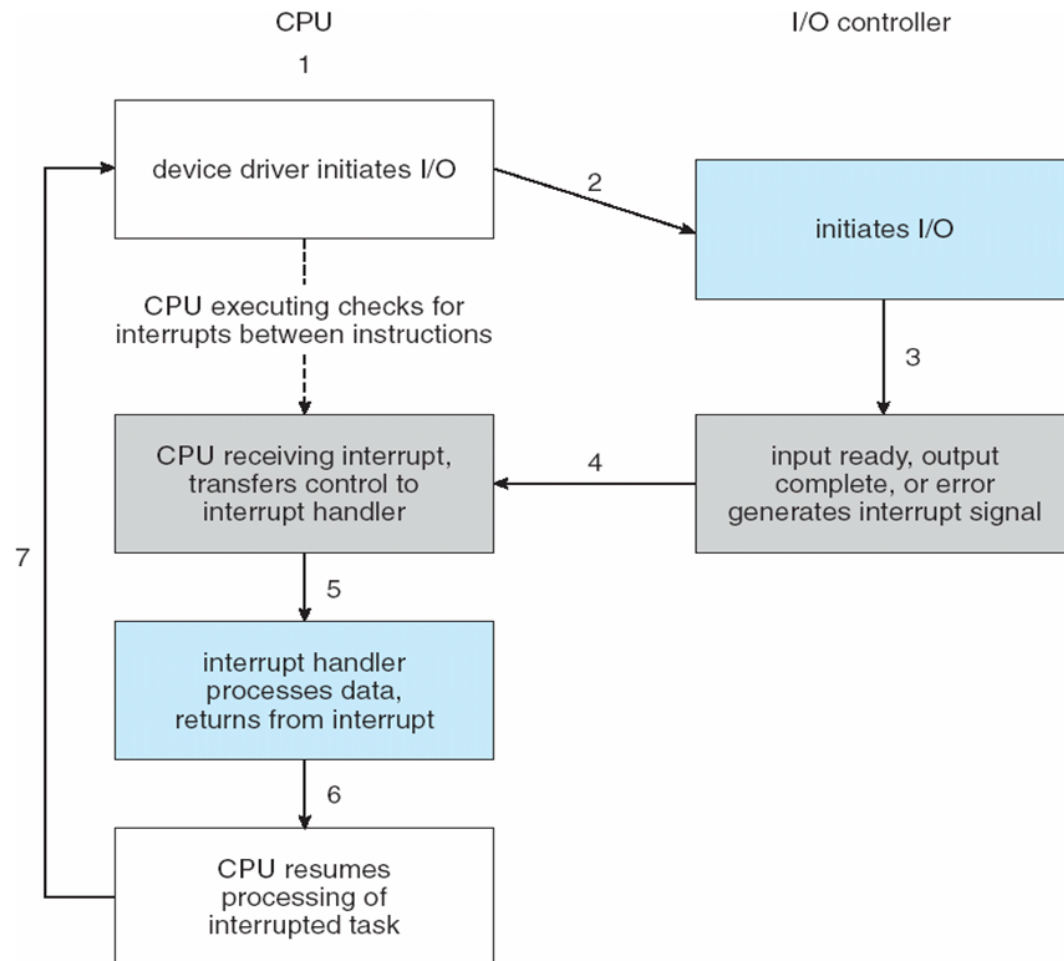 CPU
I/O controller
1
device driver initiates I/O
2
initiates I/O
CPU executing checks for
interrupts between instructions
3
CPU receiving interrupt,
transfers control to
interrupt handler
4
input ready, output
complete, or error
generates interrupt signal
7
5
interrupt handler
processes data,
returns from interrupt
6
CPU resumes
processing of
interrupted task